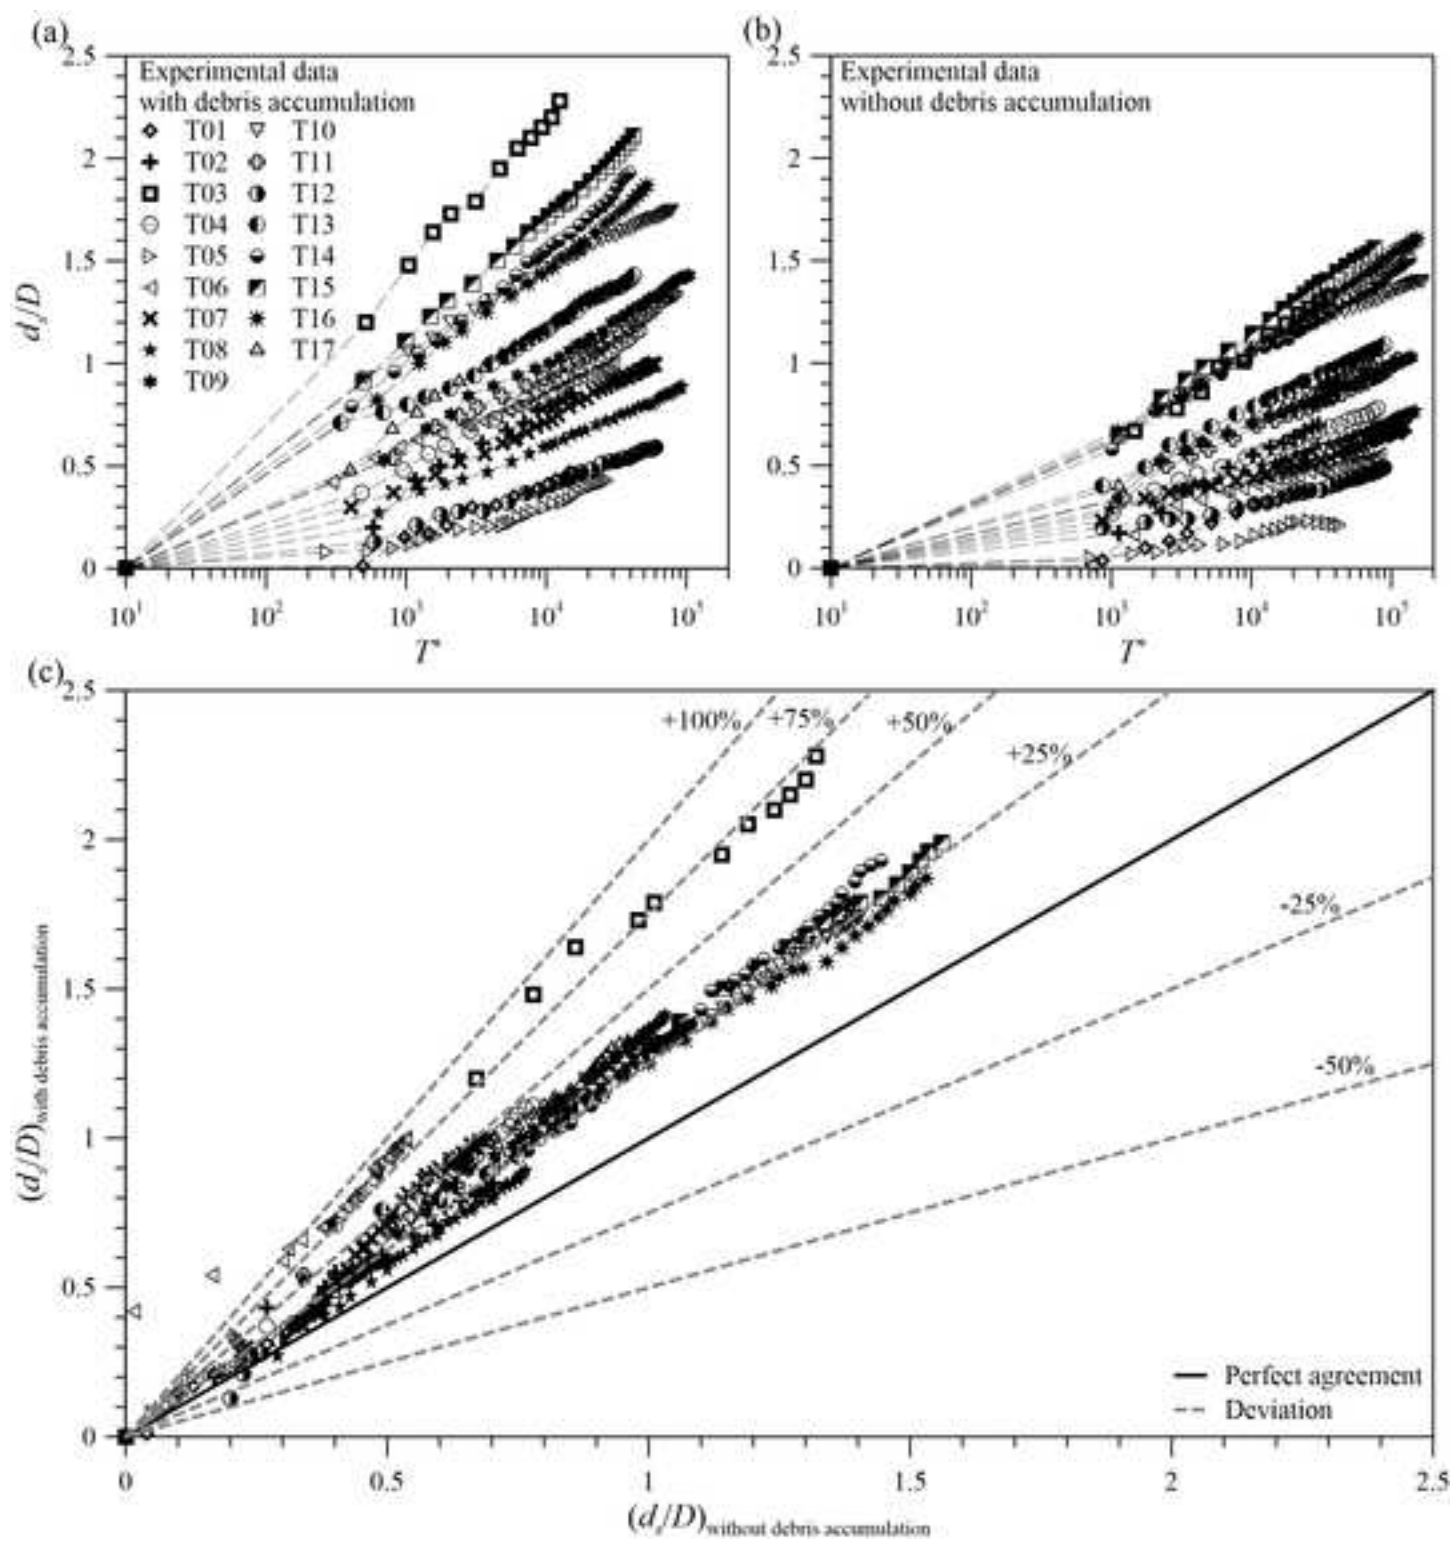 (a)
2.5
2
1.5
1
0.5
0
dₛ/D
Experimental data
with debris accumulation
T01 T10
T02 T11
T03 T12
T04 T13
T05 T14
T06 T15
T07 T16
T08 T17
T09
10¹ 10² 10³ 10⁴ 10⁵
T*
(b)
2.5
2
1.5
1
0.5
0
Experimental data
without debris accumulation
10¹ 10² 10³ 10⁴ 10⁵
T*
(c)
2.5
2
1.5
1
0.5
0
(dₛ/D)with debris accumulation
+100% +75% +50%
+25%
-25%
-50%
Perfect agreement
Deviation
0 0.5 1 1.5 2 2.5
(dₛ/D)without debris accumulation